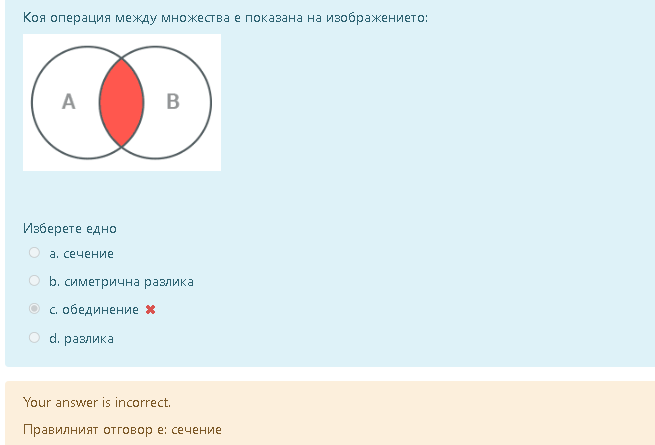 Коя операция между множества е показана на изображението:
A B
Изберете едно
a. сечение
b. симетрична разлика
c. обединение
d. разлика
Your answer is incorrect.
Правилният отговор е: сечение